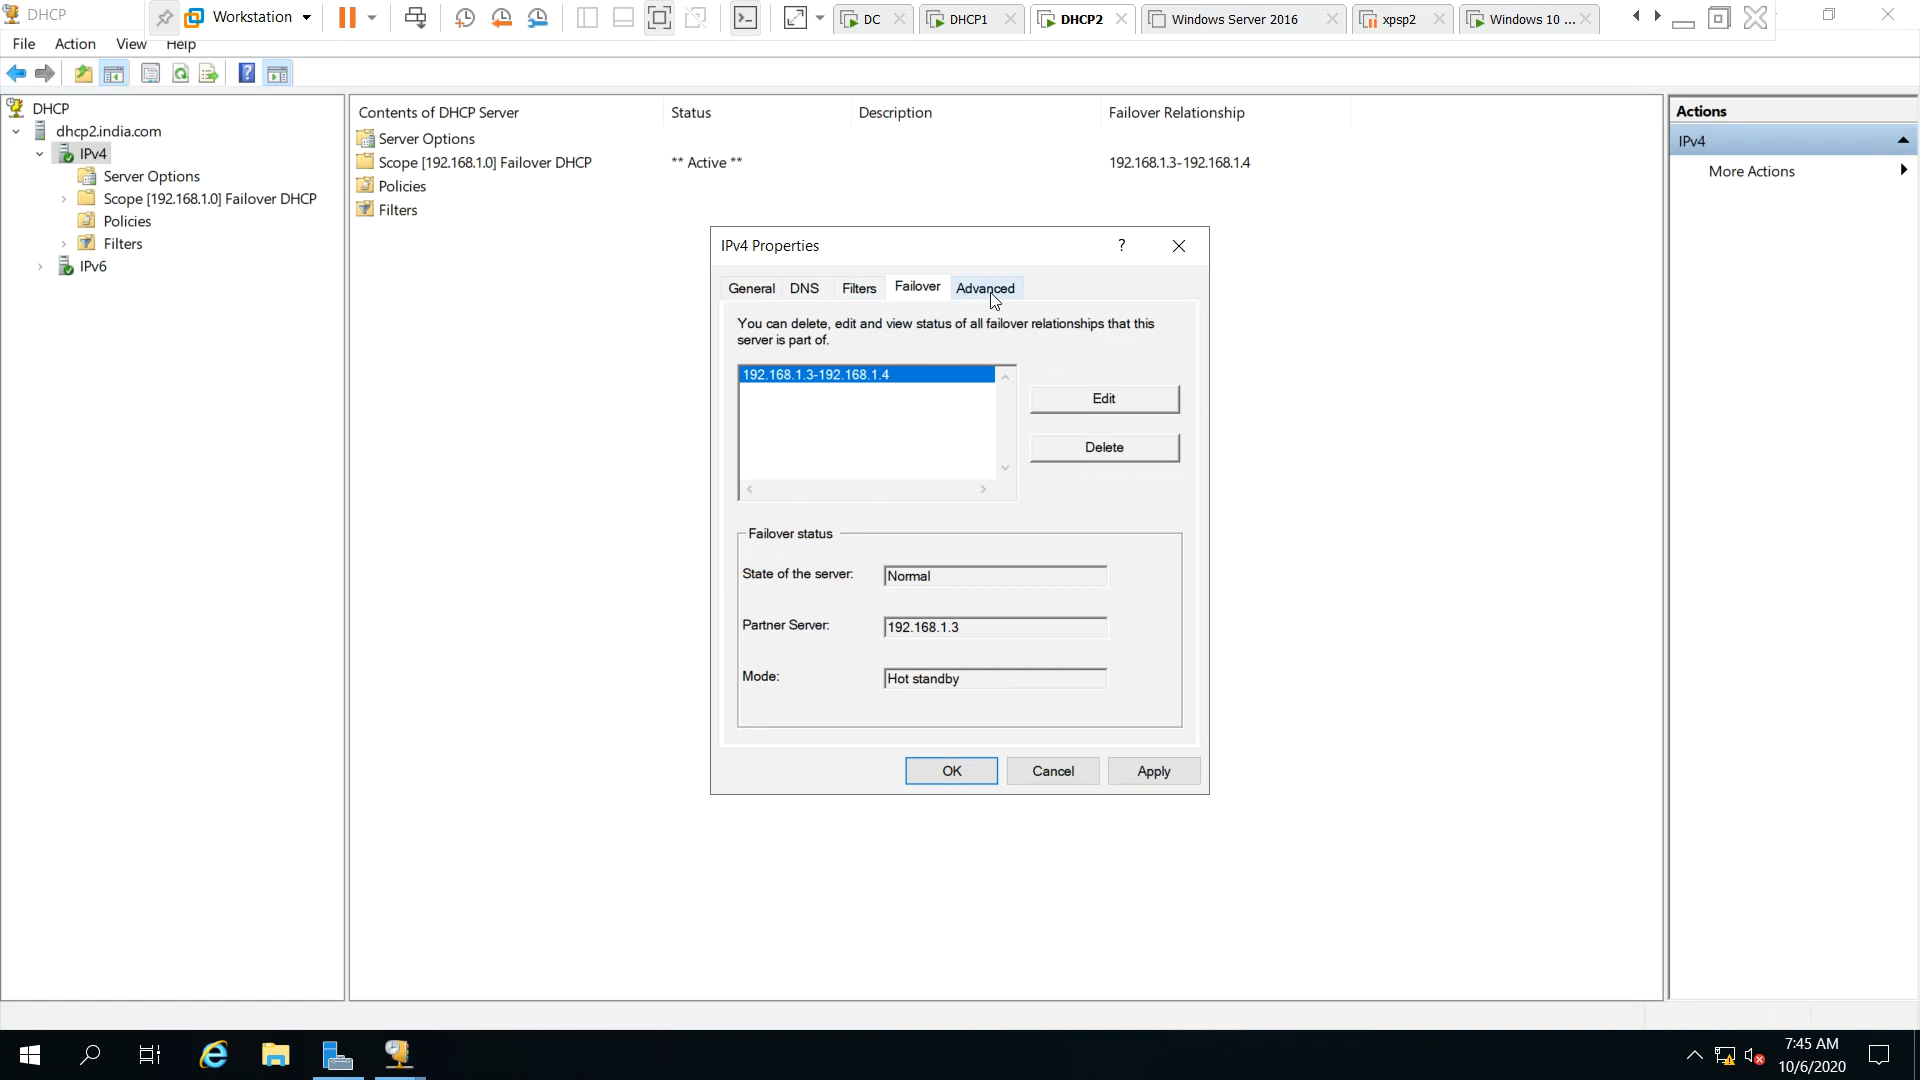 DHCP
Workstation
DC
DHCP1
DHCP2
Windows Server 2016
xpsp2
Windows 10 ...
File
Action
View
Help
DHCP
dhcp2.india.com
IPv4
Server Options
Scope [192.168.1.0] Failover DHCP
Policies
Filters
IPv6
Contents of DHCP Server
Status
Description
Failover Relationship
Server Options
Scope [192.168.1.0] Failover DHCP
** Active **
192.168.1.3-192.168.1.4
Policies
Filters
Actions
IPv4
More Actions
IPv4 Properties
?
General
DNS
Filters
Failover
Advanced
You can delete, edit and view status of all failover relationships that this
server is part of.
192.168.1.3-192.168.1.4
Edit
Delete
Failover status
State of the server:
Normal
Partner Server:
192.168.1.3
Mode:
Hot standby
OK
Cancel
Apply
7:45 AM
10/6/2020